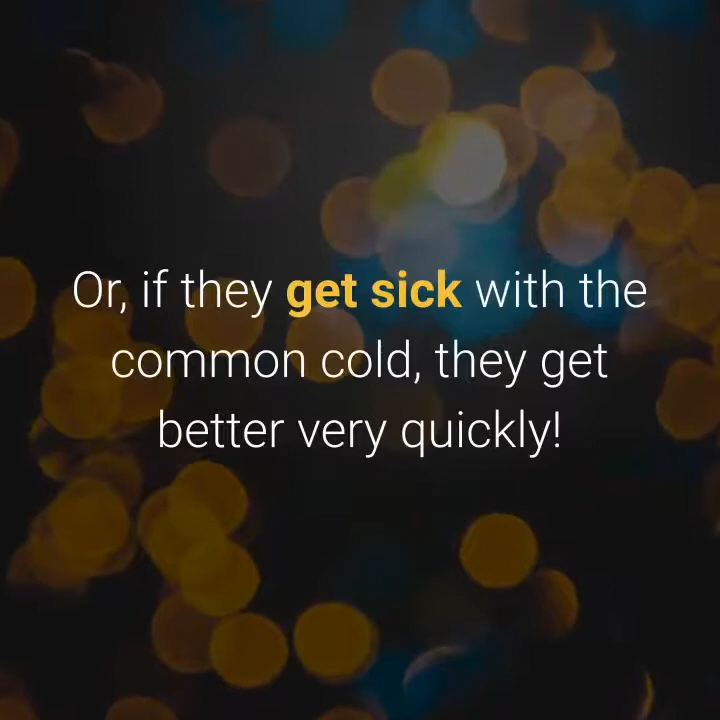 Or, if they get sick with the
common cold, they get
better very quickly!